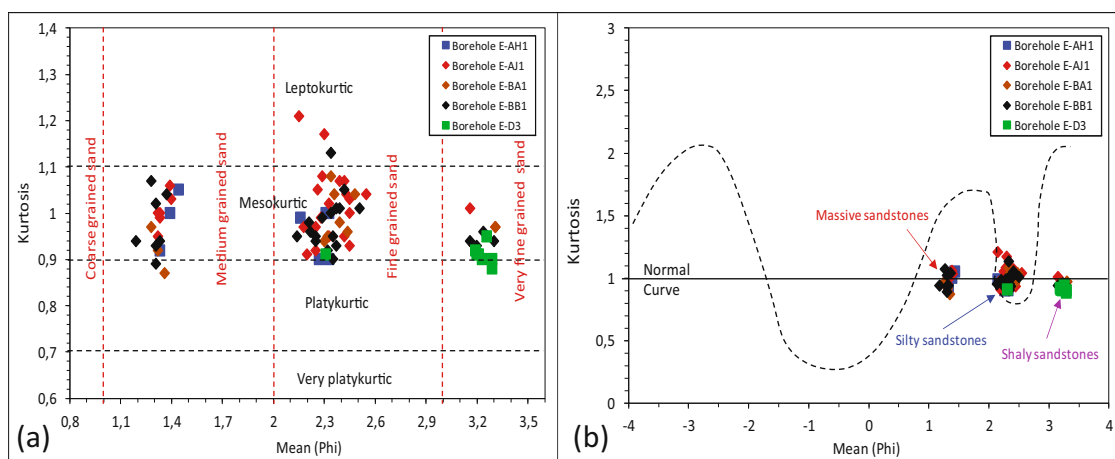 1,4
1,3
1,2
1,1
1
0,9
0,8
0,7
0,6
Kurtosis
Borehole E-AH1
Borehole E-AJ1
Borehole E-BA1
Borehole E-BB1
Borehole E-D3
Leptokurtic
Mesokurtic
Platykurtic
Very platykurtic
Coarse grained sand
Medium grained sand
Fine grained sand
Very fine grained sand
0,8 1,1 1,4 1,7 2 2,3 2,6 2,9 3,2 3,5
Mean (Phi)
(a)
3
2,5
2
1,5
1
0,5
0
Kurtosis
Borehole E-AH1
Borehole E-AJ1
Borehole E-BA1
Borehole E-BB1
Borehole E-D3
Massive sandstones
Normal
Curve
Silty sandstones
Shaly sandstones
-4 -3 -2 -1 0 1 2 3 4
Mean (Phi)
(b)